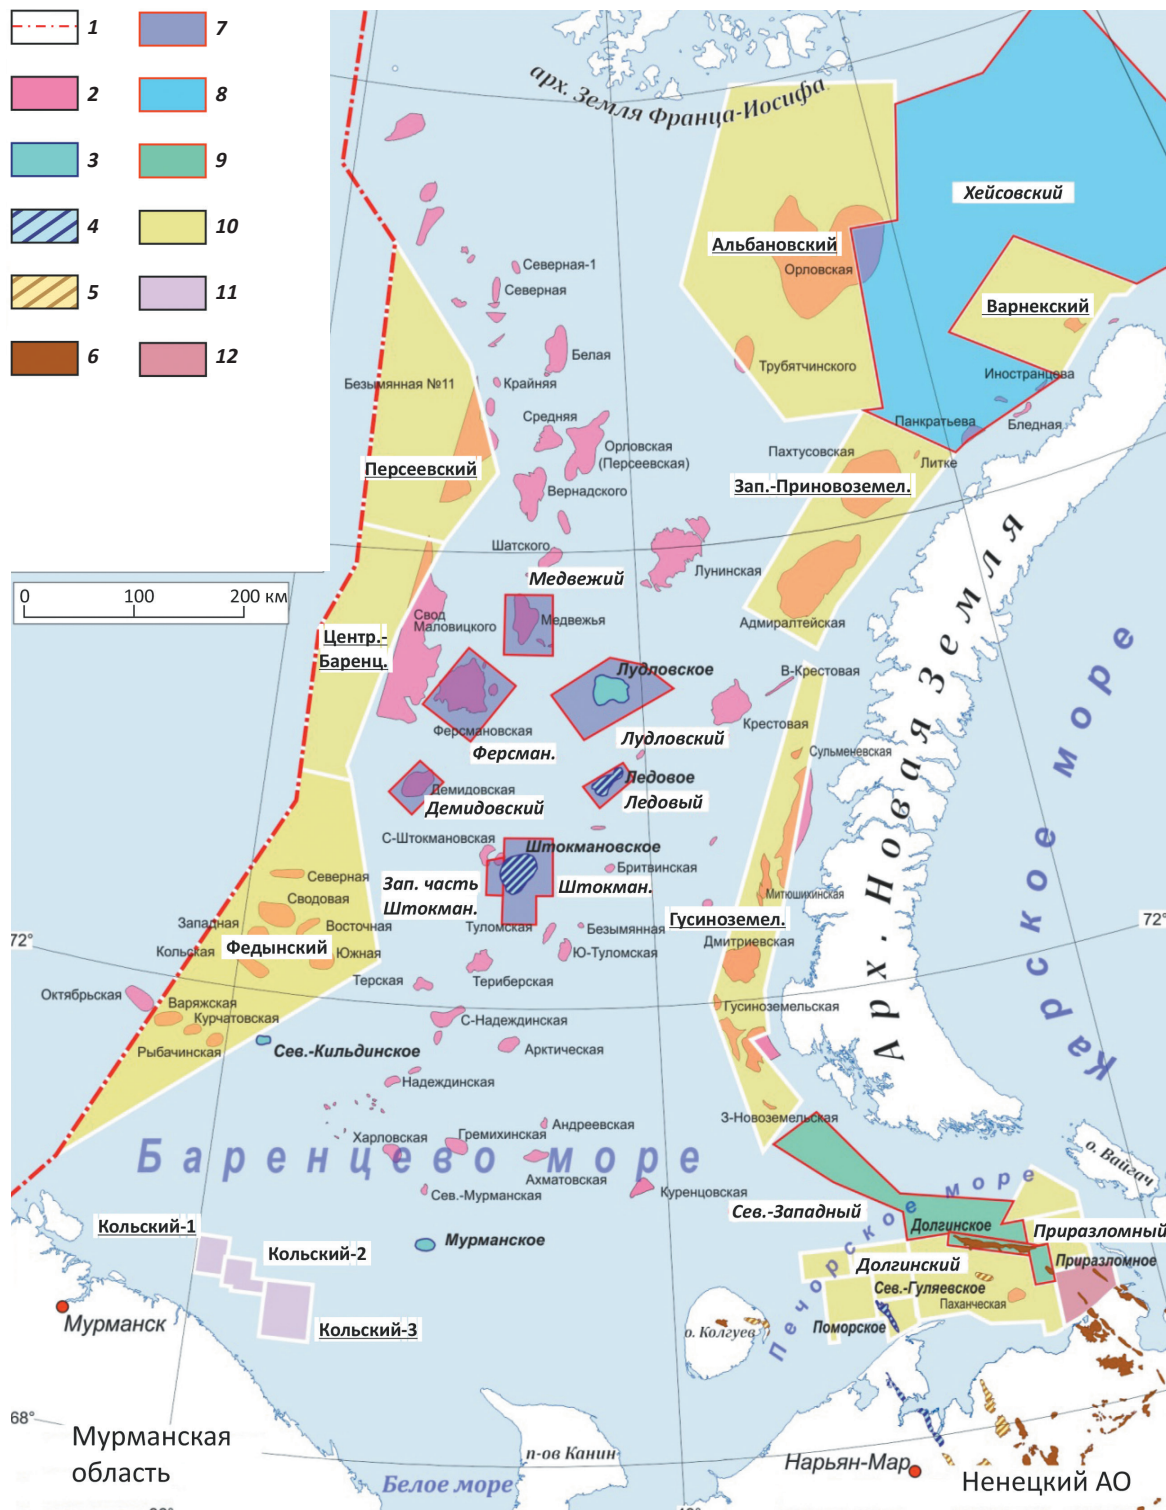 1
2
3
4
5
6
7
8
9
10
11
12
0
100
200 км
арх. Земля Франца-Иосифа
Хейсовский
Альбановский
Орловская
Варнекский
Северная-1
Северная
Белая
Трубятчинского
Иностранцева
Безымянная №11
Крайняя
Средняя
Панкратьева
Бледная
Орловская
(Персеевская)
Пахтусовская
Литке
Персеевский
Вернадского
Зап.-Приновоземел.
Шатского
Лунинская
Медвежий
Свод
Маловицкого
Медвежья
Адмиралтейская
Центр.-
Баренц.
Лудловское
В-Крестовая
Крестовая
Ферсмановская
Ферсман.
Лудловский
Сульменевская
Демидовская
Демидовский
Ледовое
Ледовый
С-Штокмановская
Штокмановское
Бритвинская
Зап. часть
Штокман.
Штокман.
Северная
Сводовая
Митюшихинская
Западная
Восточная
Туломская
Безымянная
Гусиноземел.
72°
72°
Кольская
Федынский
Южная
Ю-Туломская
Дмитриевская
Терская
Териберская
Октябрьская
Варяжская
Курчатовская
С-Надеждинская
Гусиноземельская
Рыбачинская
Сев.-Кильдинское
Арктическая
Надеждинская
Арх. Новая Земля
Карское море
З-Новоземельская
Андреевская
Харловская
Гремихинская
Баренцево море
Ахматовская
Сев.-Мурманская
Куренцовская
о. Вайгач
Сев.-Западный
Печорское море
Кольский-1
Кольский-2
Мурманское
Долгинское
Приразломный
Долгинский
Приразломное
Сев.-Гуляевское
Паханческая
Мурманск
Кольский-3
о. Колгуев
Поморское
68°
Мурманская
область
п-ов Канин
Белое море
Нарьян-Мар
Ненецкий АО